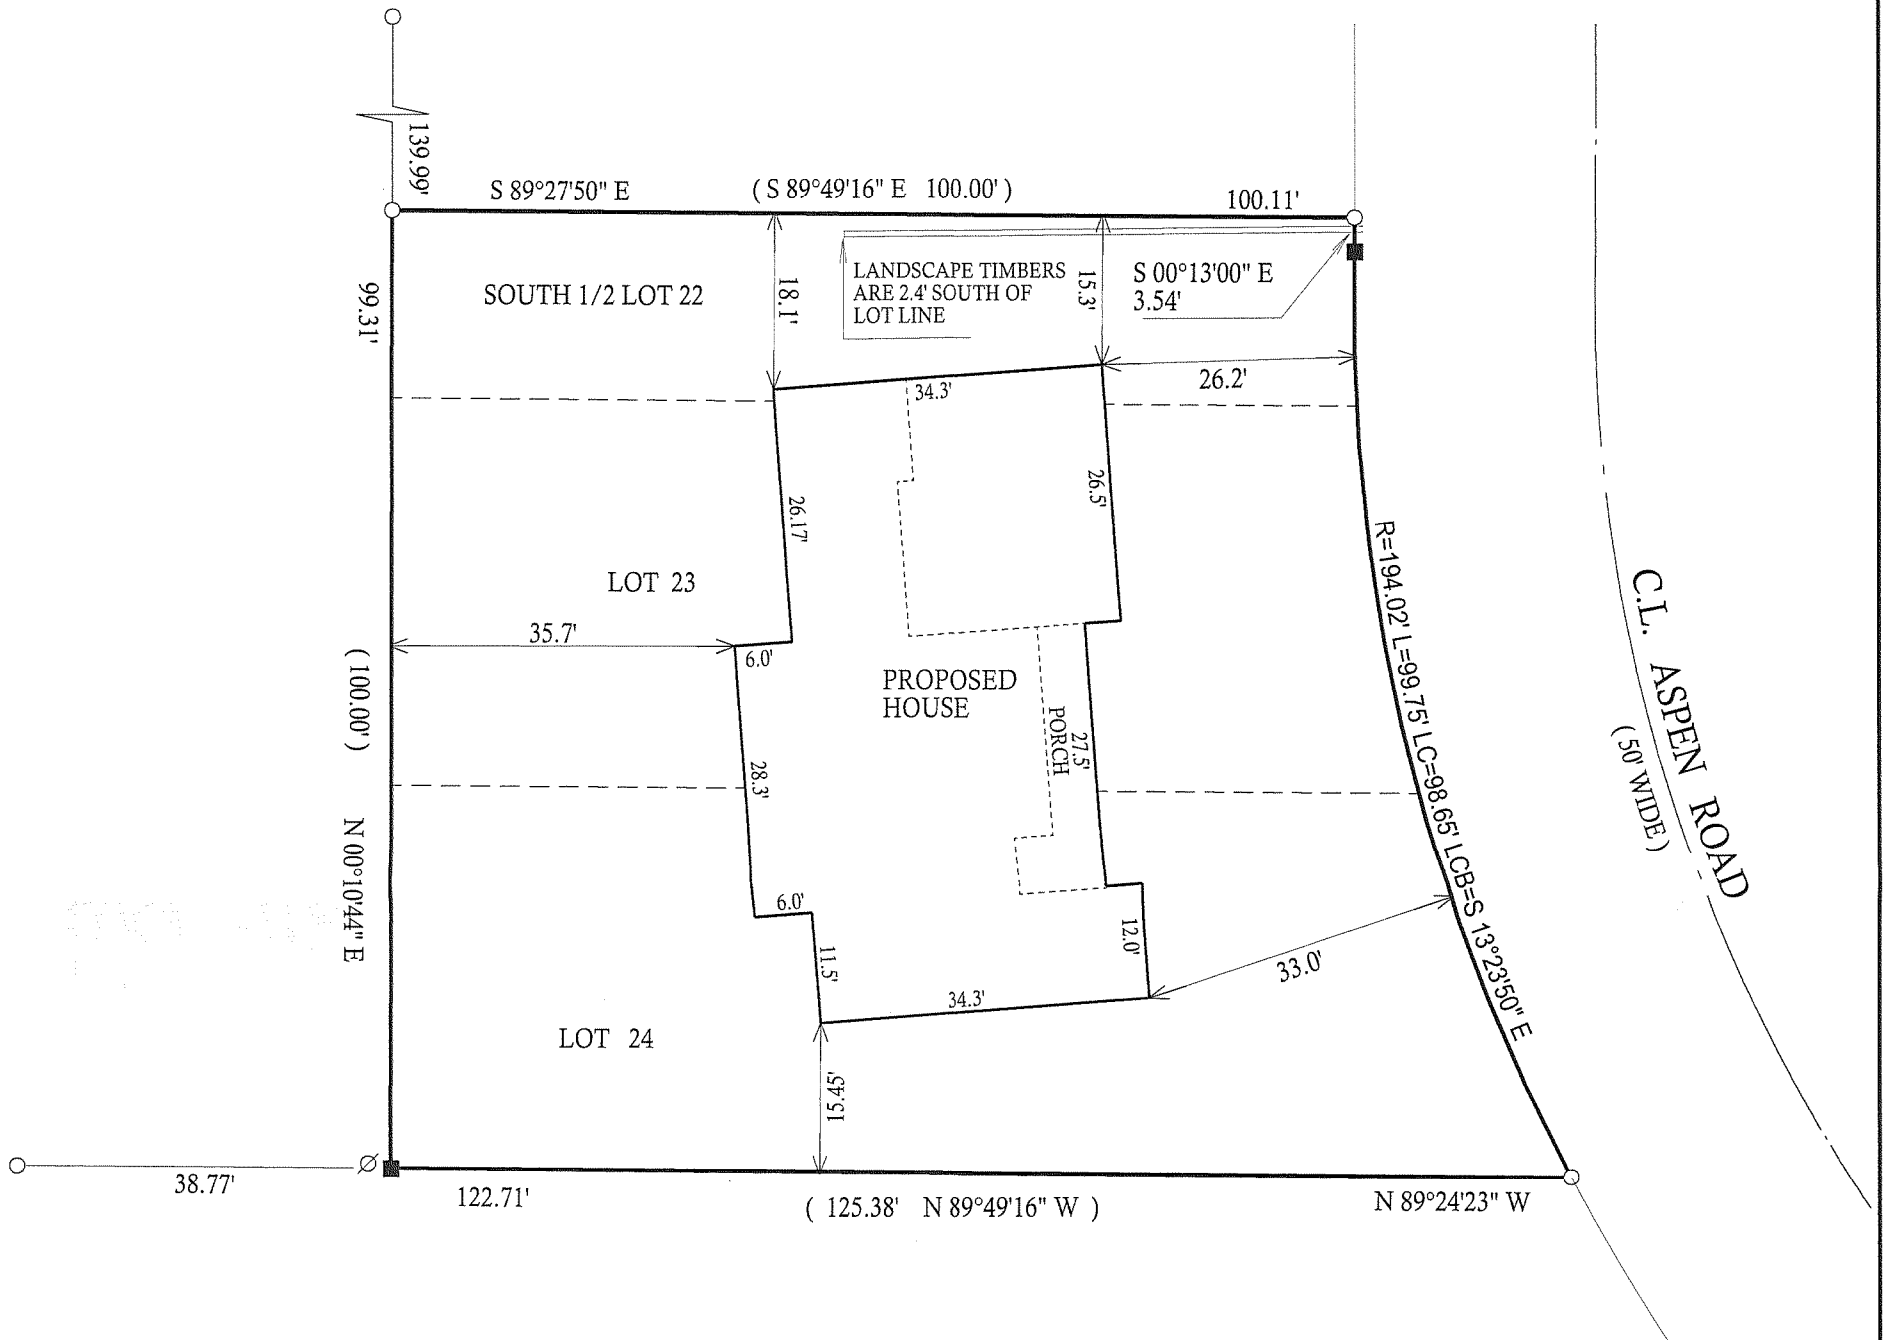 139.99'
S 89°27'50" E
( S 89°49'16" E 100.00' )
100.11'
99.31'
SOUTH 1/2 LOT 22
18.1'
LANDSCAPE TIMBERS
ARE 2.4' SOUTH OF
LOT LINE
15.3'
S 00°13'00" E
3.54'
34.3'
26.2'
26.17'
26.5'
LOT 23
35.7'
6.0'
PROPOSED
HOUSE
PORCH
27.5'
28.3'
( 100.00' ) N 00°10'44" E
R=194.02' L=99.75' LC=98.65' LCB=S 13°23'50" E
C.L. ASPEN ROAD
( 50' WIDE )
6.0'
11.5'
12.0'
34.3'
33.0'
LOT 24
15.45'
38.77'
122.71'
( 125.38' N 89°49'16" W )
N 89°24'23" W